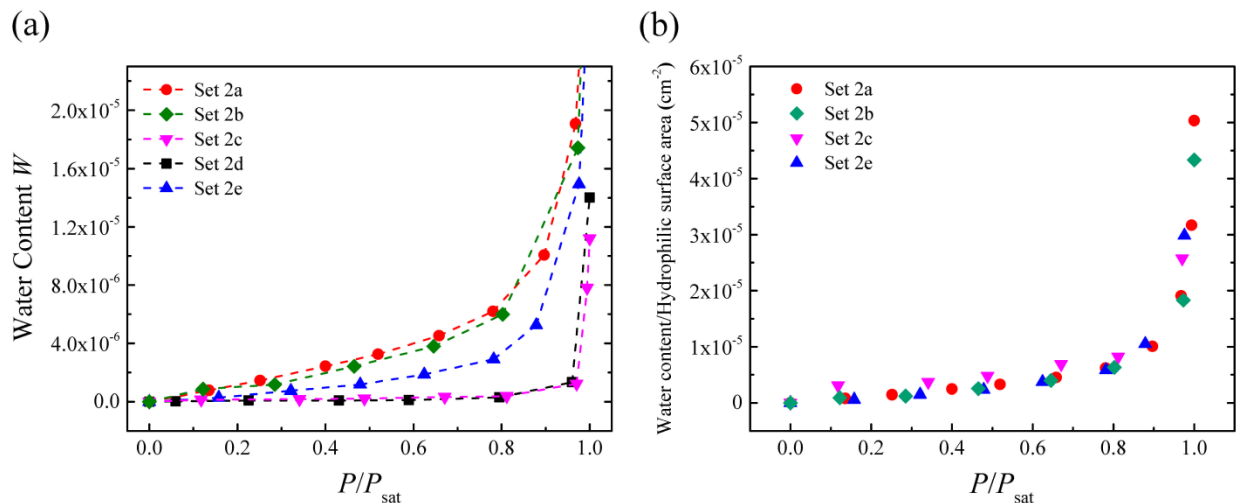 (a)
Water Content W
2.0x10⁻⁵
1.6x10⁻⁵
1.2x10⁻⁵
8.0x10⁻⁶
4.0x10⁻⁶
0.0
Set 2a
Set 2b
Set 2c
Set 2d
Set 2e
0.0 0.2 0.4 0.6 0.8 1.0
P/Psat
(b)
Water content/Hydrophilic surface area (cm⁻²)
6x10⁻⁵
5x10⁻⁵
4x10⁻⁵
3x10⁻⁵
2x10⁻⁵
1x10⁻⁵
0
Set 2a
Set 2b
Set 2c
Set 2e
0.0 0.2 0.4 0.6 0.8 1.0
P/Psat